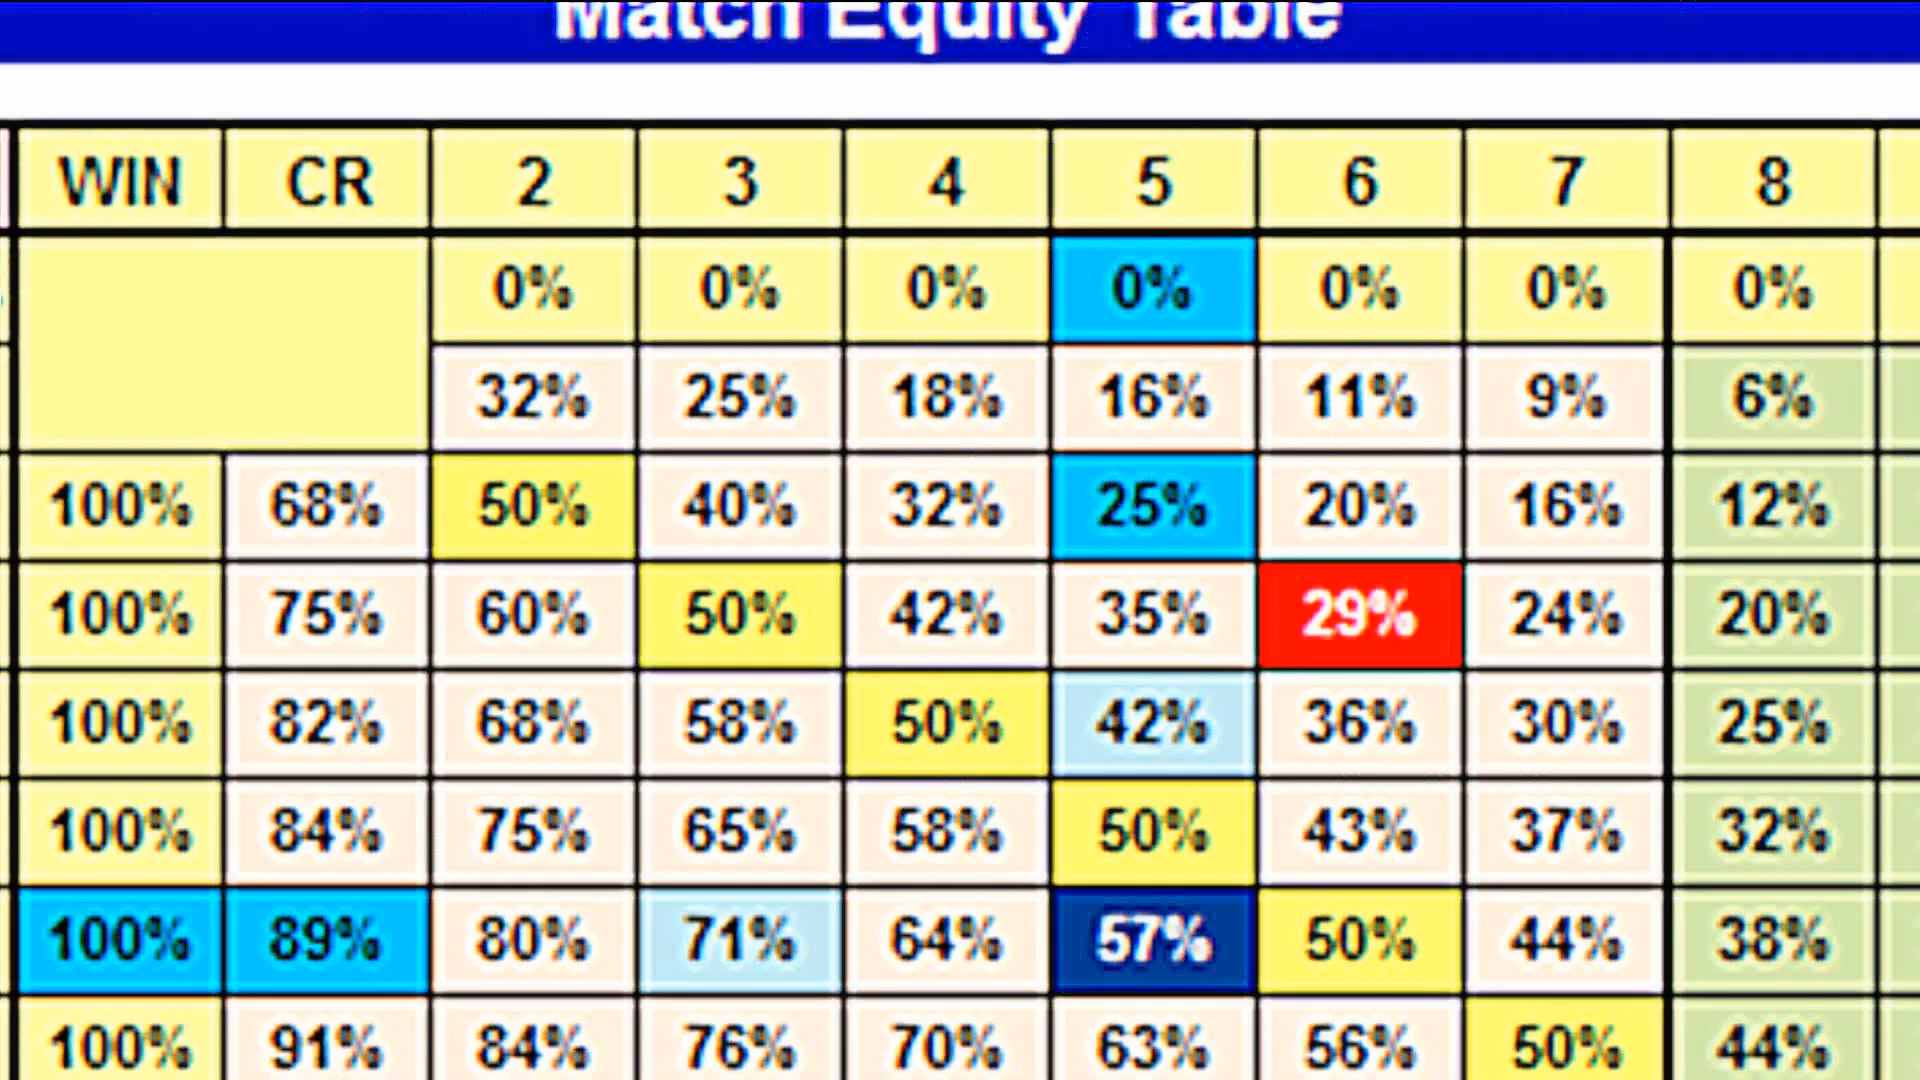 Match Equity Table
WIN CR 2 3 4 5 6 7 8
0% 0% 0% 0% 0% 0% 0%
32% 25% 18% 16% 11% 9% 6%
100% 68% 50% 40% 32% 25% 20% 16% 12%
100% 75% 60% 50% 42% 35% 29% 24% 20%
100% 82% 68% 58% 50% 42% 36% 30% 25%
100% 84% 75% 65% 58% 50% 43% 37% 32%
100% 89% 80% 71% 64% 57% 50% 44% 38%
100% 91% 84% 76% 70% 63% 56% 50% 44%